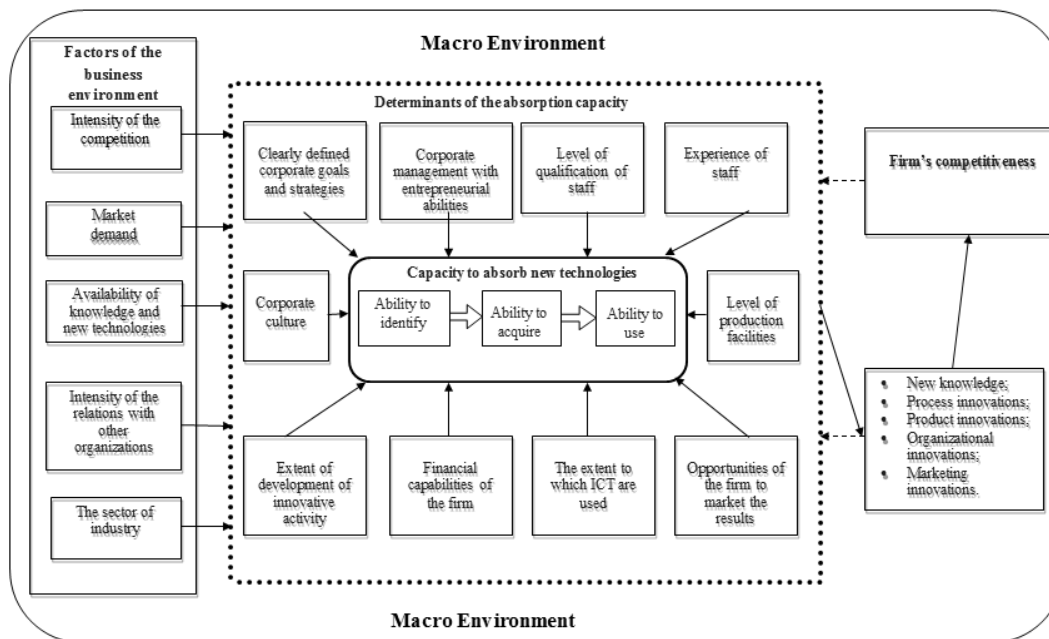 Macro Environment
Factors of the
business
environment
Intensity of the
competition
Market
demand
Availability of
knowledge and
new technologies
Intensity of the
relations with
other
organizations
The sector of
industry
Determinants of the absorption capacity
Clearly defined
corporate goals
and strategies
Corporate
management with
entrepreneurial
abilities
Level of
qualification of
staff
Experience of
staff
Corporate
culture
Capacity to absorb new technologies
Ability to
identify
Ability to
acquire
Ability to
use
Level of
production
facilities
Extent of
development of
innovative
activity
Financial
capabilities of
the firm
The extent to
which ICT are
used
Opportunities of
the firm to
market the
results
Firm's competitiveness
• New knowledge;
• Process innovations;
• Product innovations;
• Organizational
innovations;
• Marketing
innovations.
Macro Environment